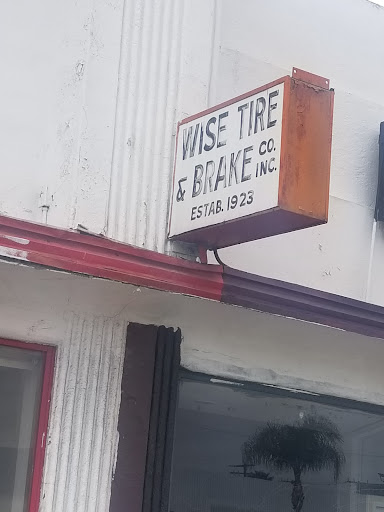 WISE TIRE
& BRAKE CO. INC.
ESTAB. 1923